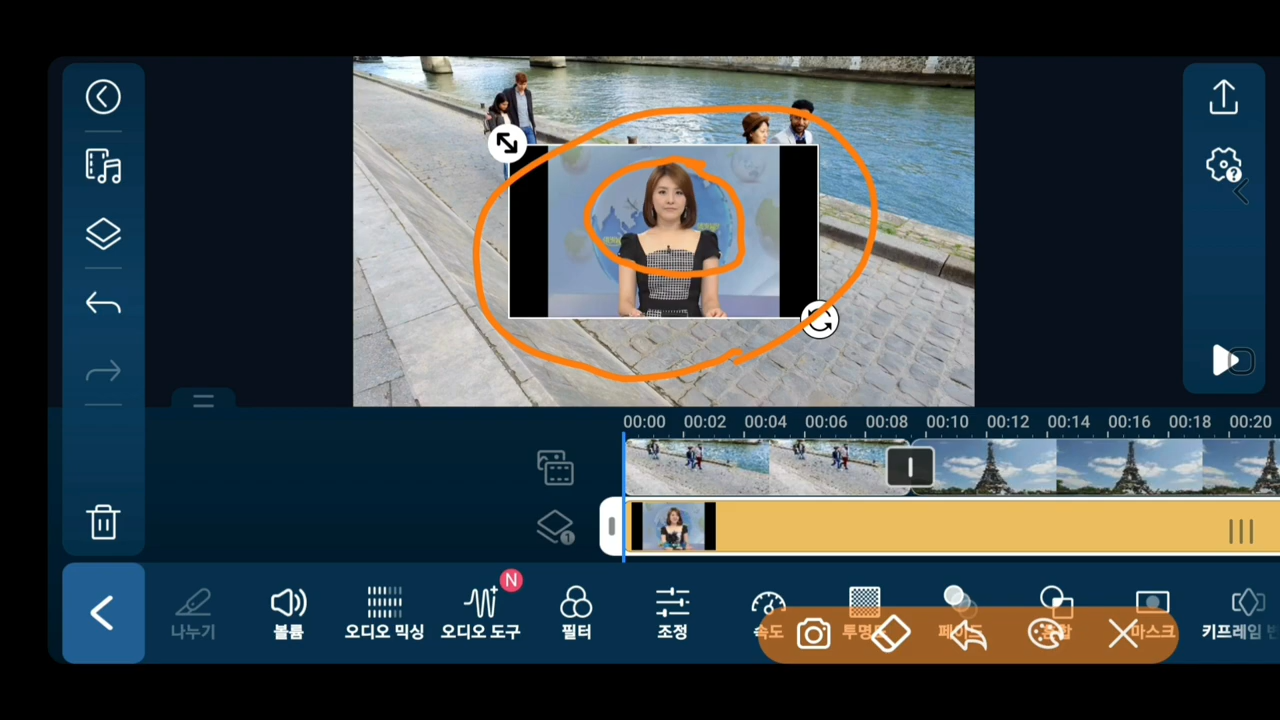 00:00 00:02 00:04 00:06 00:08 00:10 00:12 00:14 00:16 00:18 00:20
1
N
나누기 볼륨 오디오 믹싱 오디오 도구 필터 조정 속도 투명도 페이드 혼합 마스크 키프레임